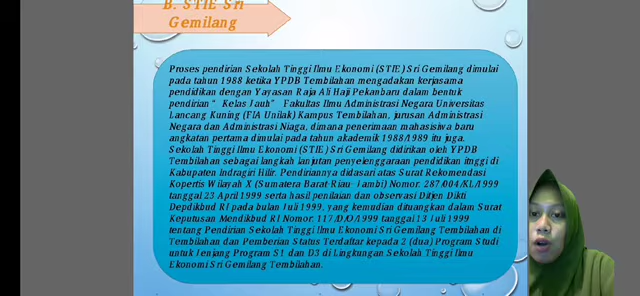 B. STIE Sri
Gemilang
Proses pendirian Sekolah Tinggi Ilmu Ekonomi (STIE) Sri Gemilang dimulai
pada tahun 1988 ketika YPDB Tembilahan mengadakan kerjasama
pendidikan dengan Yayasan Raja Ali Haji Pekanbaru dalam bentuk
pendirian " Kelas Jauh" Fakultas Ilmu Administrasi Negara Universitas
Lancang Kuning (FIA Unilak) Kampus Tembilahan, jurusan Administrasi
Negara dan Administrasi Niaga, dimana penerimaan mahasisiwa baru
angkatan pertama dimulai pada tahun akademik 1988/1989 itu juga.
Sekolah Tinggi Ilmu Ekonomi (STIE) Sri Gemilang didirikan oleh YPDB
Tembilahan sebagai langkah lanjutan penyelenggaraan pendidikan itnggi di
Kabupaten Indragiri Hilir. Pendiriannya didasari atas Surat Rekomendasi
Kopertis Wilayah X (Sumatera Barat-Riau- Jambi) Nomor. 287/004/KL/1999
tanggal 23 April 1999 serta hasil penilaian dan observasi Ditjen Dikti
Depdikbud RI pada bulan Juli 1999, yang kemudian dituangkan dalam Surat
Keputusan Mendikbud RI Nomor: 117/D/O/1999 tanggal 13 Juli 1999
tentang Pendirian Sekolah Tinggi Ilmu Ekonomi Sri Gemilang Tembilahan di
Tembilahan dan Pemberian Status Terdaftar kepada 2 (dua) Program Studi
untuk Jenjang Program S1 dan D3 di Lingkungan Sekolah Tinggi Ilmu
Ekonomi Sri Gemilang Tembilahan.